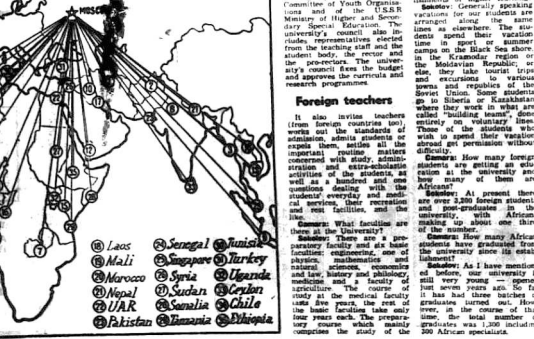 MOSCOW
⑱ Laos
⑲ Mali
⑳ Morocco
Nepal
㉒ UAR
㉓ Pakistan
㉔ Senegal
㉕ Singapore
Syria
㉗ Sudan
Somalia
Tanzania
Tunisia
Turkey
Uganda
Ceylon
Chile
Ethiopia
Committee of Youth Organisa-
tions and of the U.S.S.R
Ministry of Higher and Secon-
dary Special Education. The
university's council also in-
cludes representatives elected
from the teaching staff and the
student body, the rector and
the pro-rectors. The univer-
sity's council fixes the budget
and approves the curricula and
research programmes.
Foreign teachers
It also invites teachers
(from foreign countries too),
works out the standards of
admission, admits students or
expels them, settles all the
important routine matters
concerned with study, admini-
stration and extra-scholastic
activities of the students, as
well as a hundred and one
questions dealing with the
students' everyday and medi-
cal services, their recreation
and rest facilities, and the
like.
Camara: What faculties are
there at the University?
Sokolov: There are a pre-
paratory faculty and six basic
faculties: engineering, one of
physics, mathematics and
natural sciences, economics
and law, history and philology,
medicine and a faculty of
agriculture. The course of
study at the medical faculty
lasts five years, the rest of
the basic faculties take only
four years each. The prepara-
tory course which mainly
comprises the study of the
Sokolov: Generally speaking
vacations for our students are
arranged along the same
lines as elsewhere. The stu-
dents spend their vacation
time in sport or summer
camps on the Black Sea shore,
in the Krasnodar region or
the Moldavian Republic, or
else, they take tourist trips
and excursions to various
towns and republics of the
Soviet Union. Some students
go to Siberia or Kazakhstan
where they work in what are
called "building teams", done
entirely on voluntary lines.
Those of the students who
wish to spend their vacation
abroad get permission without
difficulty.
Camara: How many foreign
students are getting an edu-
cation at the university and
how many of them are
Africans?
Sokolov: At present there
are over 3,200 foreign students
and post-graduates in the
university, with African
making up about one third
of the number.
Camara: How many African
students have graduated from
the university since its estab-
lishment?
Sokolov: As I have mention-
ed before, our university is
still very young — opened
just seven years ago. So far
it has had three batches of
graduates turned out. How-
ever, in the course of that
time, the total number of
graduates was 1,300 including
300 African specialists.